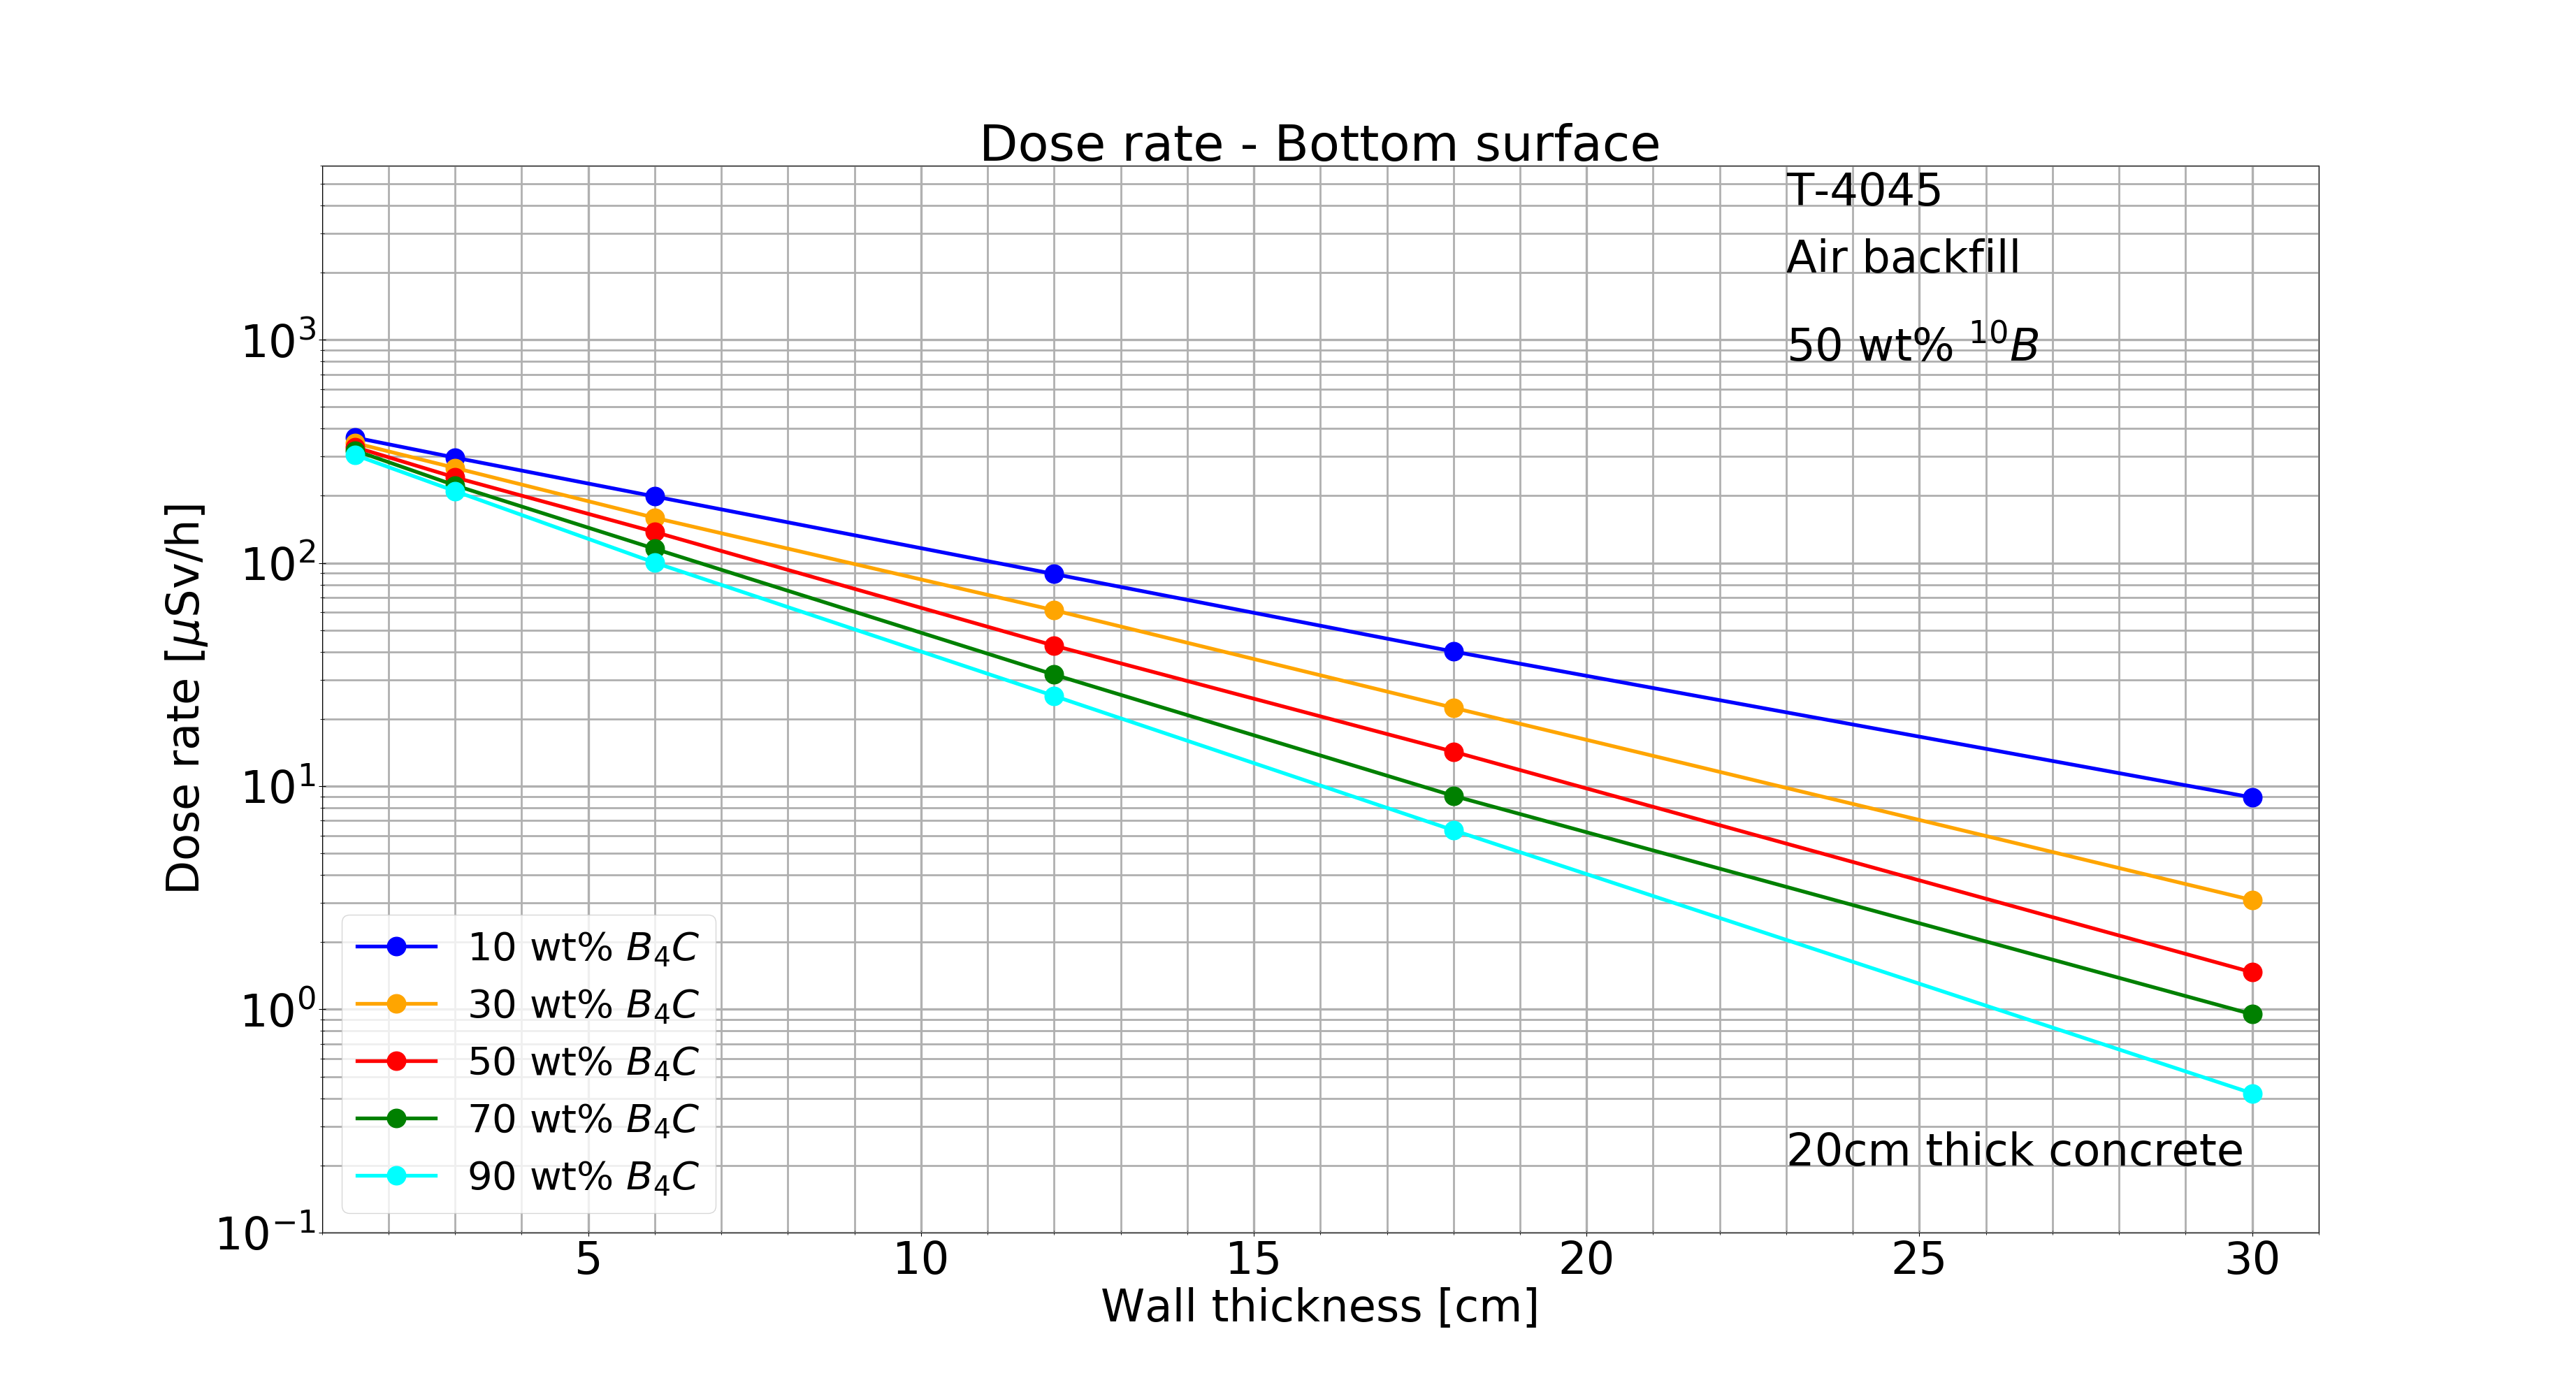 Dose rate - Bottom surface
T-4045
Air backfill
50 wt% ¹⁰B
10³
10²
10¹
10⁰
10⁻¹
Dose rate [μSv/h]
10 wt% B₄C
30 wt% B₄C
50 wt% B₄C
70 wt% B₄C
90 wt% B₄C
20cm thick concrete
5 10 15 20 25 30
Wall thickness [cm]